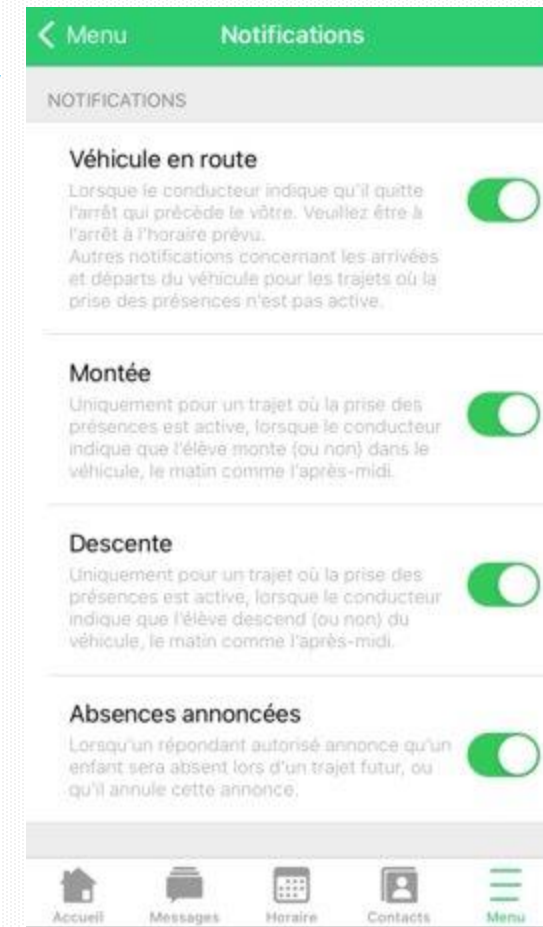 Menu
Notifications
NOTIFICATIONS
Véhicule en route
Lorsque le conducteur indique qu'il quitte
l'arrêt qui précède le vôtre. Veuillez être à
l'arrêt à l'horaire prévu.
Autres notifications concernant les arrivées
et départs du véhicule pour les trajets où la
prise des présences n'est pas active.
Montée
Uniquement pour un trajet où la prise des
présences est active, lorsque le conducteur
indique que l'élève monte (ou non) dans le
véhicule, le matin comme l'après-midi.
Descente
Uniquement pour un trajet où la prise des
présences est active, lorsque le conducteur
indique que l'élève descend (ou non) du
véhicule, le matin comme l'après-midi.
Absences annoncées
Lorsqu'un répondant autorisé annonce qu'un
enfant sera absent lors d'un trajet futur, ou
qu'il annule cette annonce.
Accueil
Messages
Horaire
Contacts
Menu